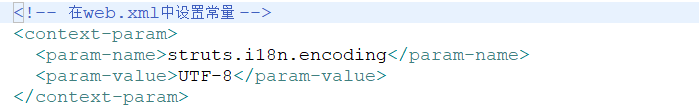 <!-- 在web.xml中设置常量 -->
<context-param>
  <param-name>struts.i18n.encoding</param-name>
  <param-value>UTF-8</param-value>
</context-param>